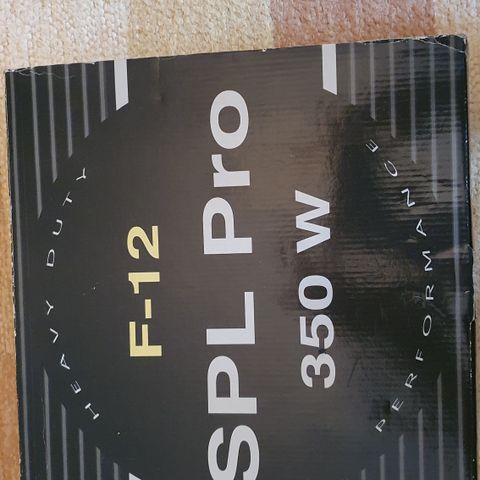 HEAVY DUTY
F-12
SPL Pro
350 W
PERFORMANCE